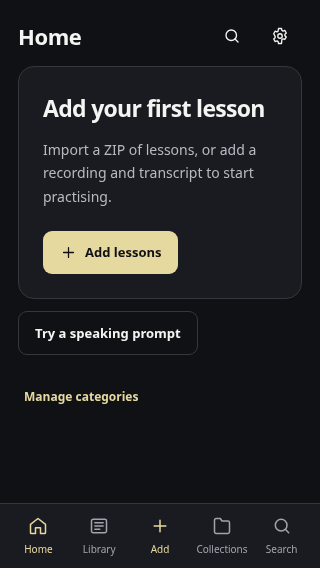 Home
Add your first lesson
Import a ZIP of lessons, or add a
recording and transcript to start
practising.
Add lessons
Try a speaking prompt
Manage categories
Home Library Add Collections Search